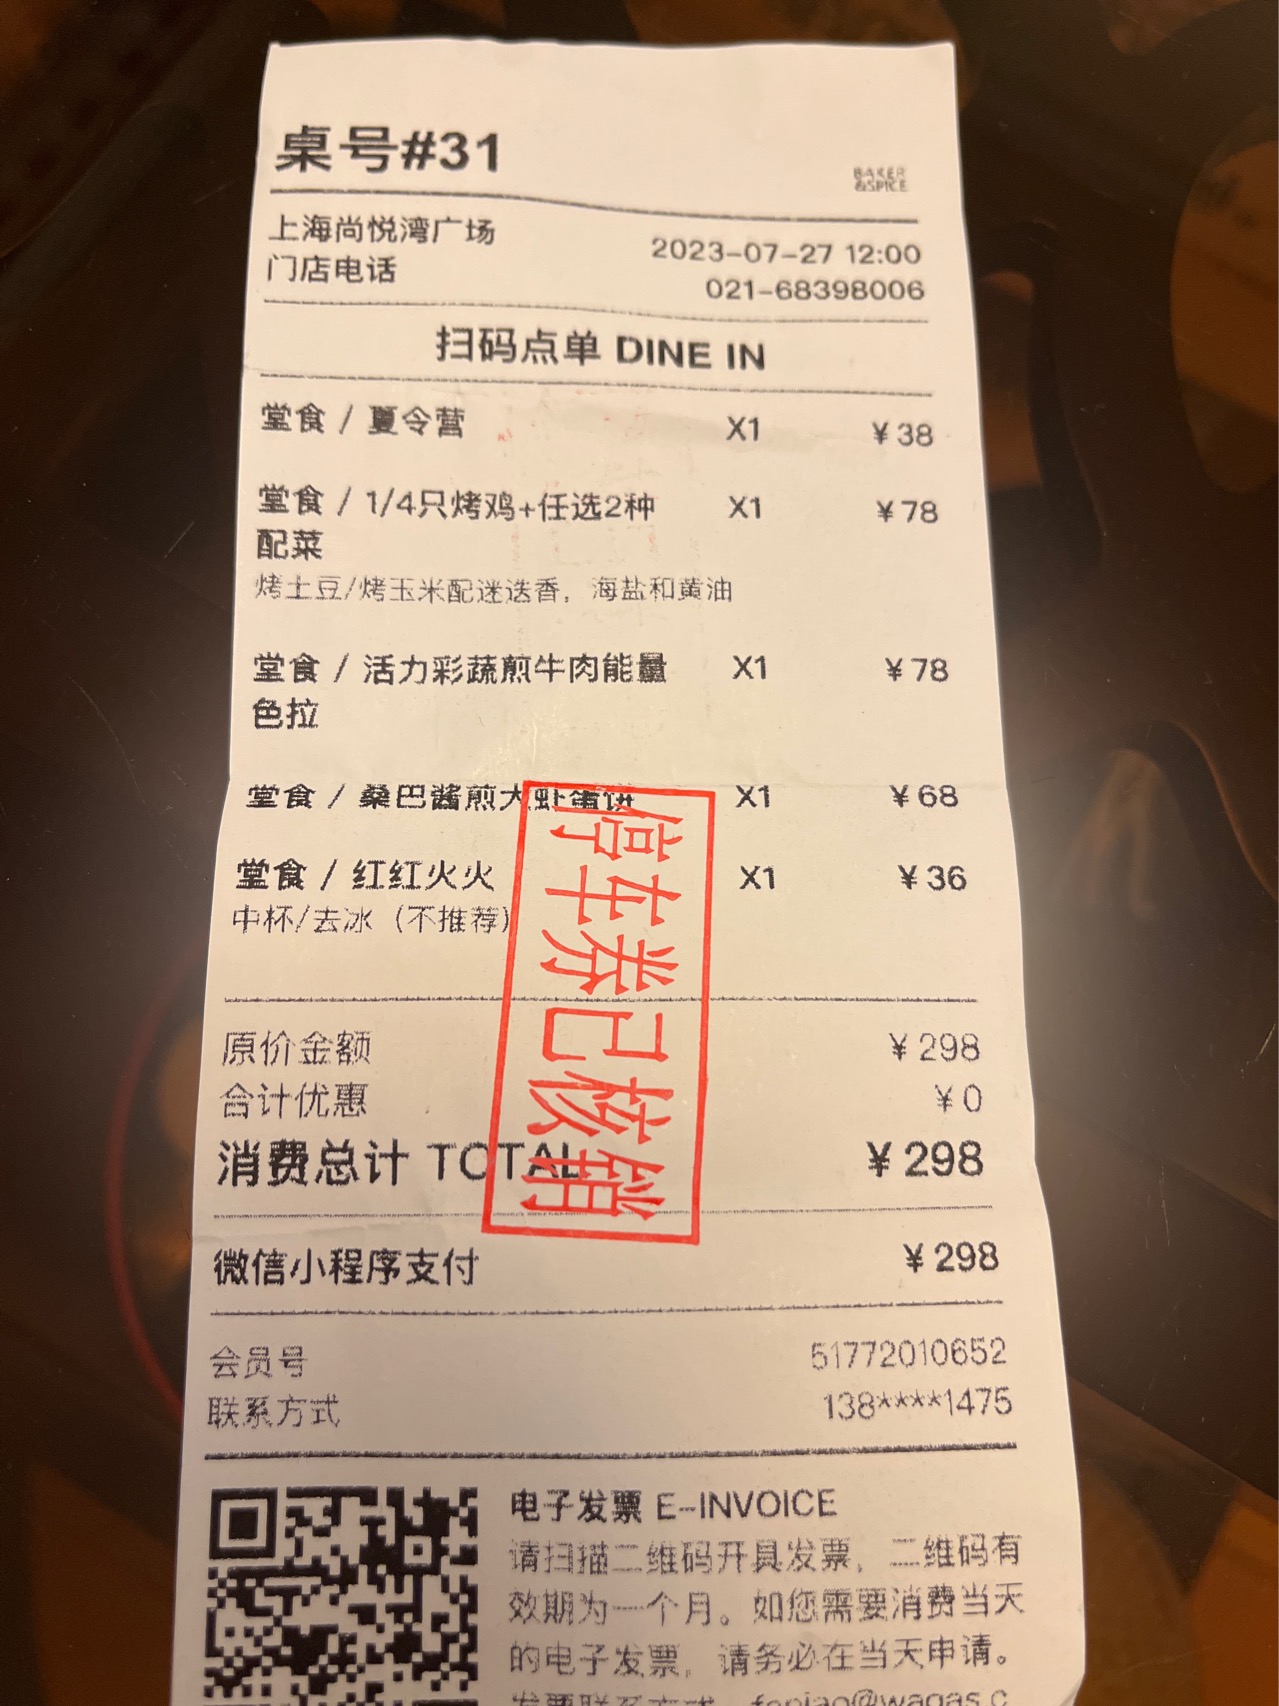 桌号#31
BAKER
&SPICE
上海尚悦湾广场 2023-07-27 12:00
门店电话 021-68398006
扫码点单 DINE IN
堂食 / 夏令营 X1 ¥38
堂食 / 1/4只烤鸡+任选2种 X1 ¥78
配菜
烤土豆/烤玉米配迷迭香，海盐和黄油
堂食 / 活力彩蔬煎牛肉能量 X1 ¥78
色拉
堂食 / 桑巴酱煎大虾蛋饼 X1 ¥68
堂食 / 红红火火 X1 ¥36
中杯/去冰（不推荐）
停车券已核销
原价金额 ¥298
合计优惠 ¥0
消费总计 TOTAL ¥298
微信小程序支付 ¥298
会员号 51772010652
联系方式 138****1475
电子发票 E-INVOICE
请扫描二维码开具发票，二维码有
效期为一个月。如您需要消费当天
的电子发票，请务必在当天申请。
发票联系方式 fapiao@wagas.c